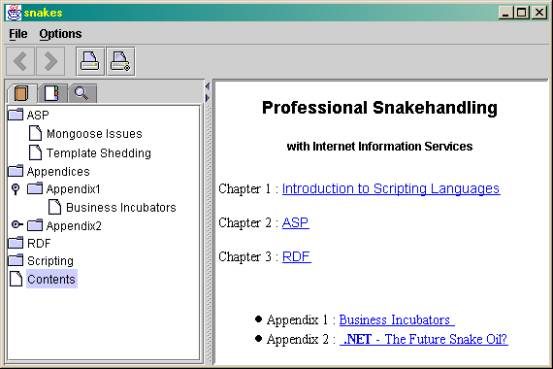 snakes
File Options
ASP
Mongoose Issues
Template Shedding
Appendices
Appendix1
Business Incubators
Appendix2
RDF
Scripting
Contents
Professional Snakehandling
with Internet Information Services
Chapter 1 : Introduction to Scripting Languages
Chapter 2 : ASP
Chapter 3 : RDF
Appendix 1 : Business Incubators
Appendix 2 : .NET - The Future Snake Oil?